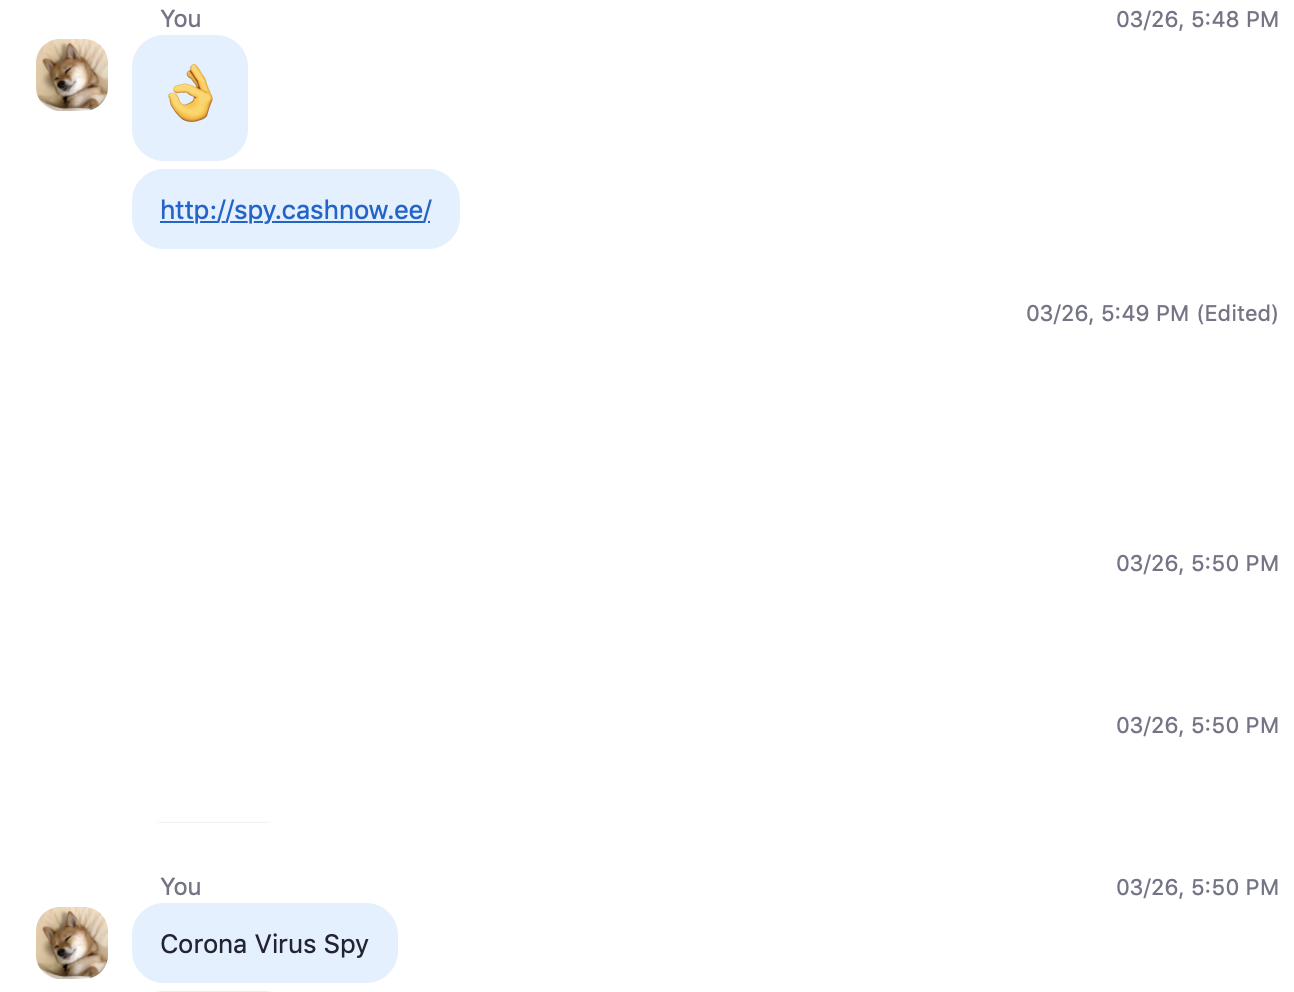 You 03/26, 5:48 PM
👌
http://spy.cashnow.ee/
03/26, 5:49 PM (Edited)
03/26, 5:50 PM
03/26, 5:50 PM
You 03/26, 5:50 PM
Corona Virus Spy